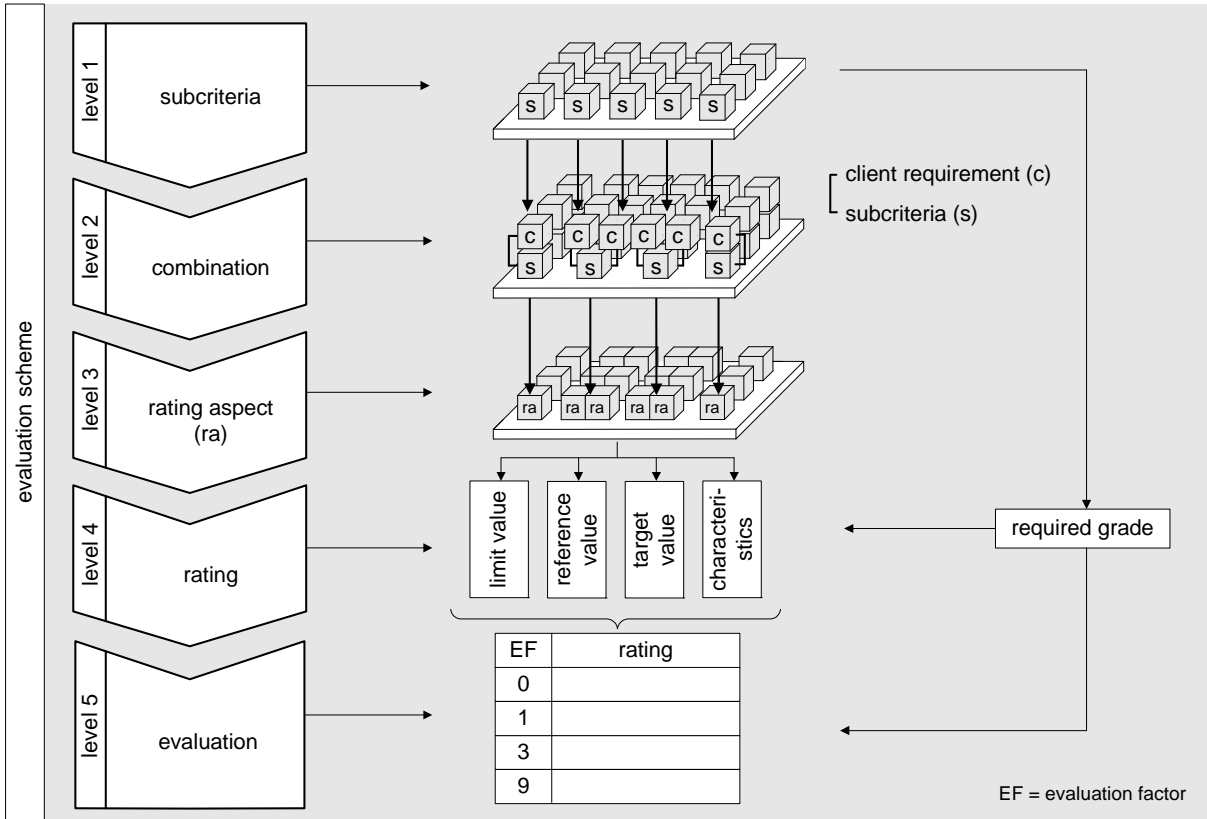 evaluation scheme
level 1
subcriteria
level 2
combination
level 3
rating aspect
(ra)
level 4
rating
level 5
evaluation
s s s s s
c c c c c c
s s s s
client requirement (c)
subcriteria (s)
ra ra ra ra ra ra
limit value
reference
value
target
value
characteri-
stics
required grade
EF rating
0
1
3
9
EF = evaluation factor